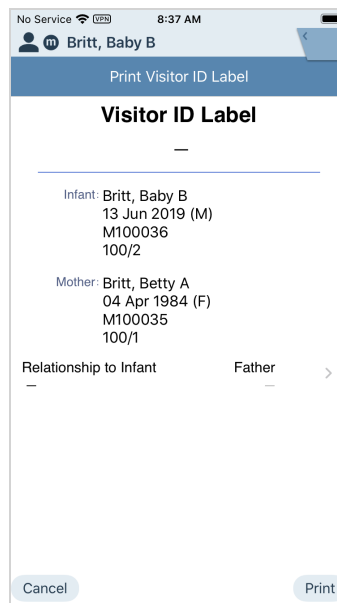 No Service VPN 8:37 AM
m Britt, Baby B
Print Visitor ID Label
Visitor ID Label
—
Infant: Britt, Baby B
13 Jun 2019 (M)
M100036
100/2
Mother: Britt, Betty A
04 Apr 1984 (F)
M100035
100/1
Relationship to Infant Father
— —
Cancel Print